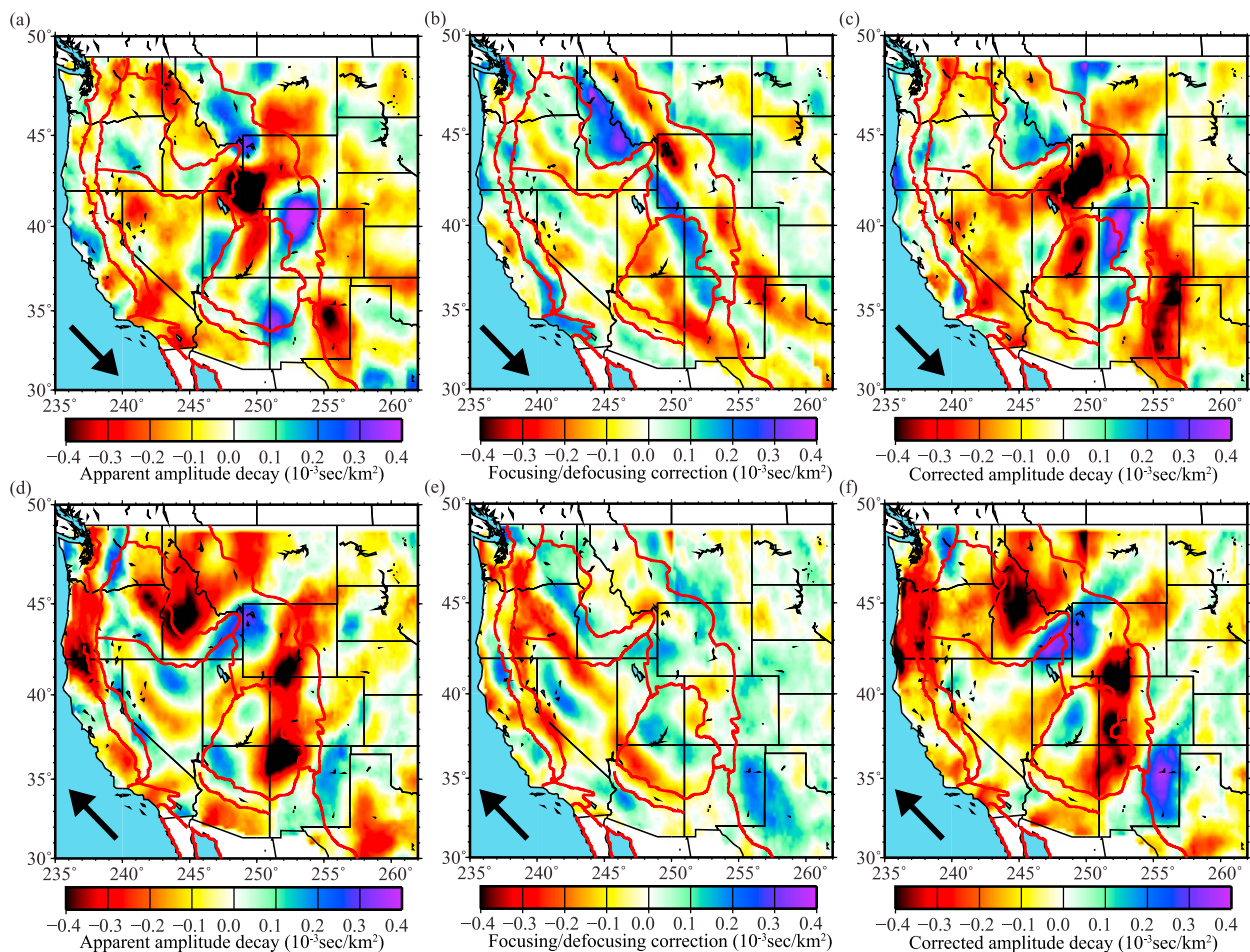 (a) (b) (c)
50° 50° 50°
45° 45° 45°
40° 40° 40°
35° 35° 35°
30° 30° 30°
235 240 245 250 255 260 235 240 245 250 255 260 235 240 245 250 255 260
−0.4 −0.3 −0.2 −0.1 0.0 0.1 0.2 0.3 0.4 −0.4 −0.3 −0.2 −0.1 0.0 0.1 0.2 0.3 0.4 −0.4 −0.3 −0.2 −0.1 0.0 0.1 0.2 0.3 0.4
Apparent amplitude decay (10⁻³sec/km²) Focusing/defocusing correction (10⁻³sec/km²) Corrected amplitude decay (10⁻³sec/km²)
(d) (e) (f)
50° 50° 50°
45° 45° 45°
40° 40° 40°
35° 35° 35°
30° 30° 30°
235 240 245 250 255 260 235 240 245 250 255 260 235 240 245 250 255 260
−0.4 −0.3 −0.2 −0.1 0.0 0.1 0.2 0.3 0.4 −0.4 −0.3 −0.2 −0.1 0.0 0.1 0.2 0.3 0.4 −0.4 −0.3 −0.2 −0.1 0.0 0.1 0.2 0.3 0.4
Apparent amplitude decay (10⁻³sec/km²) Focusing/defocusing correction (10⁻³sec/km²) Corrected amplitude decay (10⁻³sec/km²)